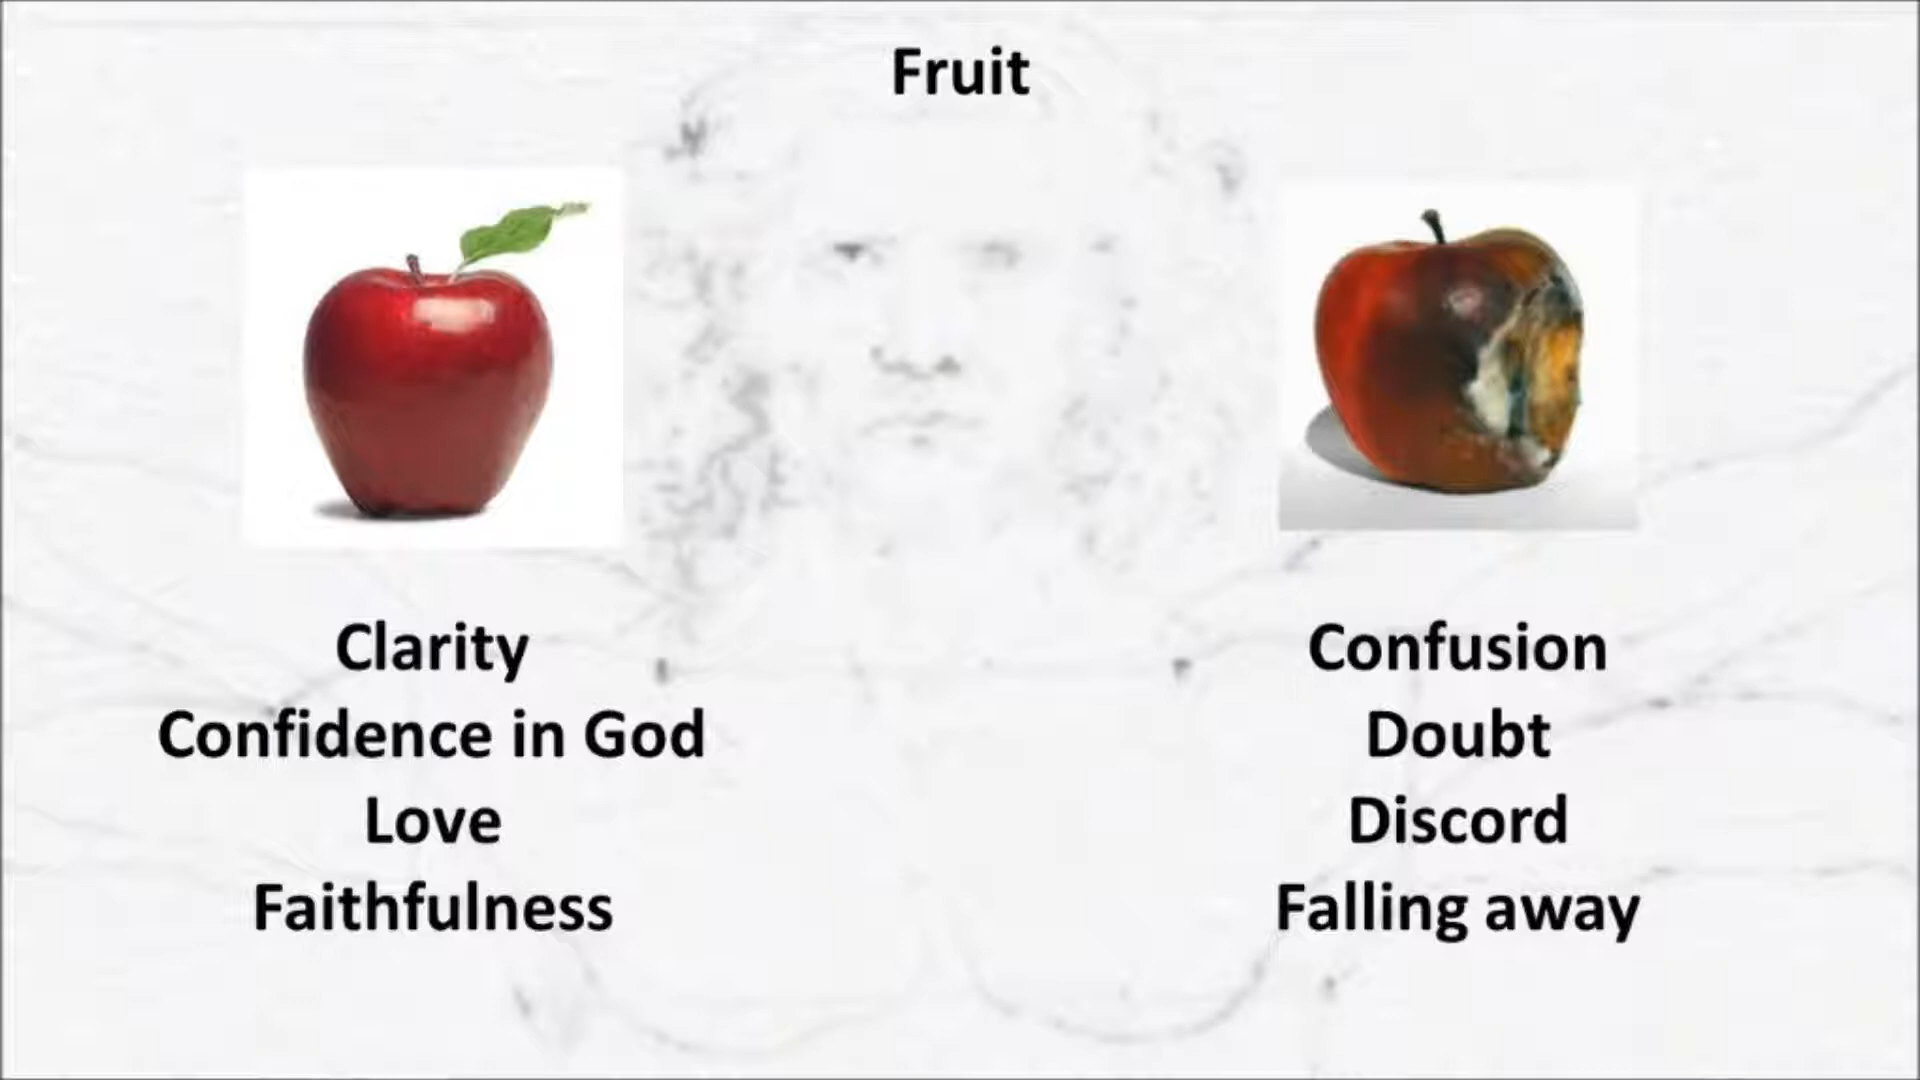 Fruit
Clarity
Confidence in God
Love
Faithfulness
Confusion
Doubt
Discord
Falling away